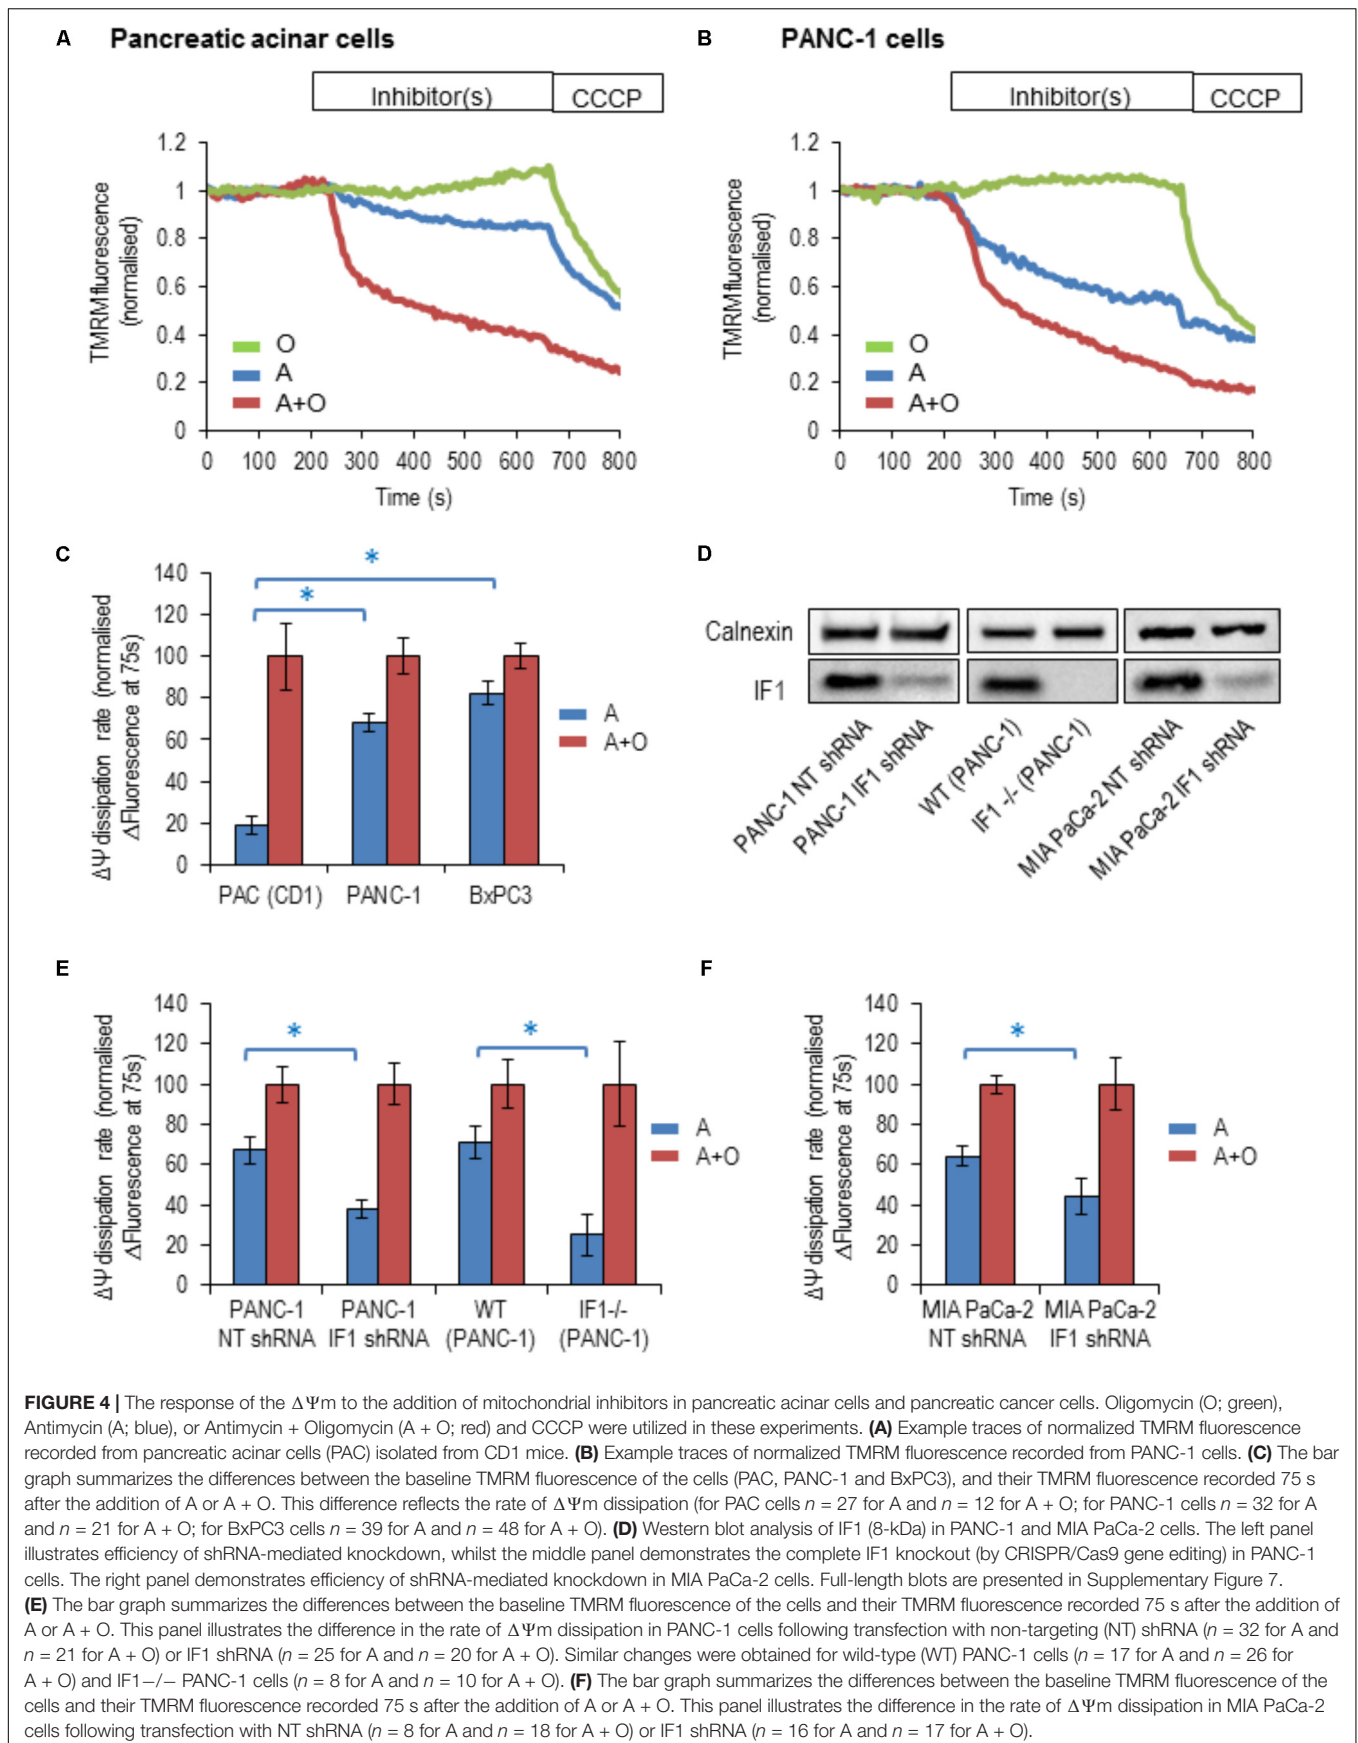 A Pancreatic acinar cells
Inhibitor(s) CCCP
TMRM fluorescence
(normalised)
1.2
1
0.8
0.6
0.4
0.2
0
O
A
A+O
0 100 200 300 400 500 600 700 800
Time (s)
B PANC-1 cells
Inhibitor(s) CCCP
TMRM fluorescence
(normalised)
1.2
1
0.8
0.6
0.4
0.2
0
O
A
A+O
0 100 200 300 400 500 600 700 800
Time (s)
C
ΔΨ dissipation rate (normalised
ΔFluorescence at 75s)
140
120
100
80
60
40
20
0
*
*
A
A+O
PAC (CD1) PANC-1 BxPC3
D
Calnexin
IF1
PANC-1 NT shRNA
PANC-1 IF1 shRNA
WT (PANC-1)
IF1 -/- (PANC-1)
MIA PaCa-2 NT shRNA
MIA PaCa-2 IF1 shRNA
E
ΔΨ dissipation rate (normalised
ΔFluorescence at 75s)
140
120
100
80
60
40
20
0
*
*
A
A+O
PANC-1 PANC-1 WT IF1-/-
NT shRNA IF1 shRNA (PANC-1) (PANC-1)
F
ΔΨ dissipation rate (normalised
ΔFluorescence at 75s)
140
120
100
80
60
40
20
0
*
A
A+O
MIA PaCa-2 MIA PaCa-2
NT shRNA IF1 shRNA
FIGURE 4 | The response of the ΔΨm to the addition of mitochondrial inhibitors in pancreatic acinar cells and pancreatic cancer cells. Oligomycin (O; green),
Antimycin (A; blue), or Antimycin + Oligomycin (A + O; red) and CCCP were utilized in these experiments. (A) Example traces of normalized TMRM fluorescence
recorded from pancreatic acinar cells (PAC) isolated from CD1 mice. (B) Example traces of normalized TMRM fluorescence recorded from PANC-1 cells. (C) The bar
graph summarizes the differences between the baseline TMRM fluorescence of the cells (PAC, PANC-1 and BxPC3), and their TMRM fluorescence recorded 75 s
after the addition of A or A + O. This difference reflects the rate of ΔΨm dissipation (for PAC cells n = 27 for A and n = 12 for A + O; for PANC-1 cells n = 32 for A
and n = 21 for A + O; for BxPC3 cells n = 39 for A and n = 48 for A + O). (D) Western blot analysis of IF1 (8-kDa) in PANC-1 and MIA PaCa-2 cells. The left panel
illustrates efficiency of shRNA-mediated knockdown, whilst the middle panel demonstrates the complete IF1 knockout (by CRISPR/Cas9 gene editing) in PANC-1
cells. The right panel demonstrates efficiency of shRNA-mediated knockdown in MIA PaCa-2 cells. Full-length blots are presented in Supplementary Figure 7.
(E) The bar graph summarizes the differences between the baseline TMRM fluorescence of the cells and their TMRM fluorescence recorded 75 s after the addition of
A or A + O. This panel illustrates the difference in the rate of ΔΨm dissipation in PANC-1 cells following transfection with non-targeting (NT) shRNA (n = 32 for A and
n = 21 for A + O) or IF1 shRNA (n = 25 for A and n = 20 for A + O). Similar changes were obtained for wild-type (WT) PANC-1 cells (n = 17 for A and n = 26 for
A + O) and IF1−/− PANC-1 cells (n = 8 for A and n = 10 for A + O). (F) The bar graph summarizes the differences between the baseline TMRM fluorescence of the
cells and their TMRM fluorescence recorded 75 s after the addition of A or A + O. This panel illustrates the difference in the rate of ΔΨm dissipation in MIA PaCa-2
cells following transfection with NT shRNA (n = 8 for A and n = 18 for A + O) or IF1 shRNA (n = 16 for A and n = 17 for A + O).